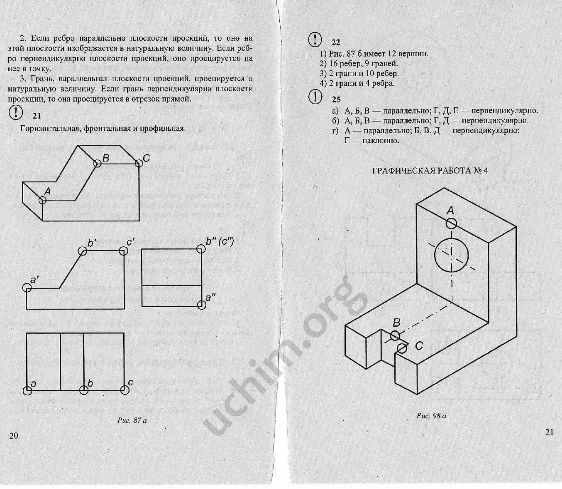 2. Если ребро параллельно плоскости проекций, то оно на
этой плоскости изображается в натуральную величину. Если реб-
ро перпендикулярно плоскости проекций, оно проецируется на
нее в точку.
3. Грань, параллельная плоскости проекций, проецируется в
натуральную величину. Если грань перпендикулярна плоскости
проекции, то она проецируется в отрезок прямой.
! 21
Горизонтальная, фронтальная и профильная.
B
C
A
b'
c'
b" (c")
a'
a"
a
b
c
Рис. 87 а
20
! 22
1) Рис. 87 б имеет 12 вершин.
2) 16 ребер, 9 граней.
3) 2 грани и 10 ребер.
4) 2 грани и 4 ребра.
! 25
а) А, Б, В — параллельно; Г, Д, Е — перпендикулярно.
б) А, Б, В — параллельно; Г, Д — перпендикулярно
г) А — параллельно; Б, В, Д — перпендикулярно;
Г — наклонно.
ГРАФИЧЕСКАЯ РАБОТА № 4
A
B
C
Рис. 98 а
21
uchim.org